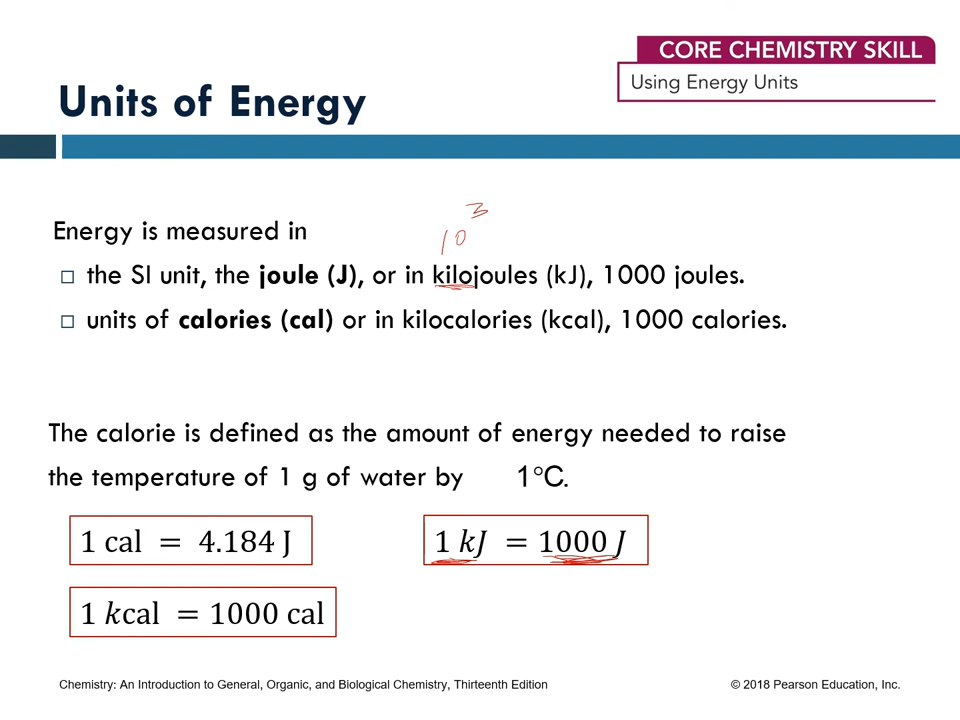 CORE CHEMISTRY SKILL
Using Energy Units
Units of Energy
Energy is measured in
10³
the SI unit, the joule (J), or in kilojoules (kJ), 1000 joules.
units of calories (cal) or in kilocalories (kcal), 1000 calories.
The calorie is defined as the amount of energy needed to raise
the temperature of 1 g of water by 1°C.
1 cal = 4.184 J
1 kJ = 1000 J
1 kcal = 1000 cal
Chemistry: An Introduction to General, Organic, and Biological Chemistry, Thirteenth Edition
© 2018 Pearson Education, Inc.